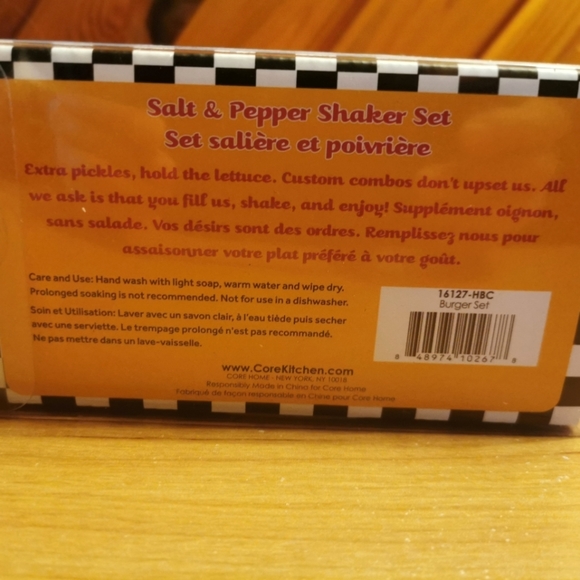 Salt & Pepper Shaker Set
Set salière et poivrière
Extra pickles, hold the lettuce. Custom combos don't upset us. All
we ask is that you fill us, shake, and enjoy! Supplément oignon,
sans salade. Vos désirs sont des ordres. Remplissez nous pour
assaisonner votre plat préféré à votre goût.
Care and Use: Hand wash with light soap, warm water and wipe dry.
Prolonged soaking is not recommended. Not for use in a dishwasher.
Soin et Utilisation: Laver avec un savon clair, à l'eau tiède puis secher
avec une serviette. Le trempage prolongé n'est pas recommandé.
Ne pas mettre dans un lave-vaisselle.
16127-HBC
Burger Set
8 48974 10267 8
www.CoreKitchen.com
CORE HOME - NEW YORK, NY 10018
Responsibly Made in China for Core Home
Fabriqué de façon responsable en Chine pour Core Home